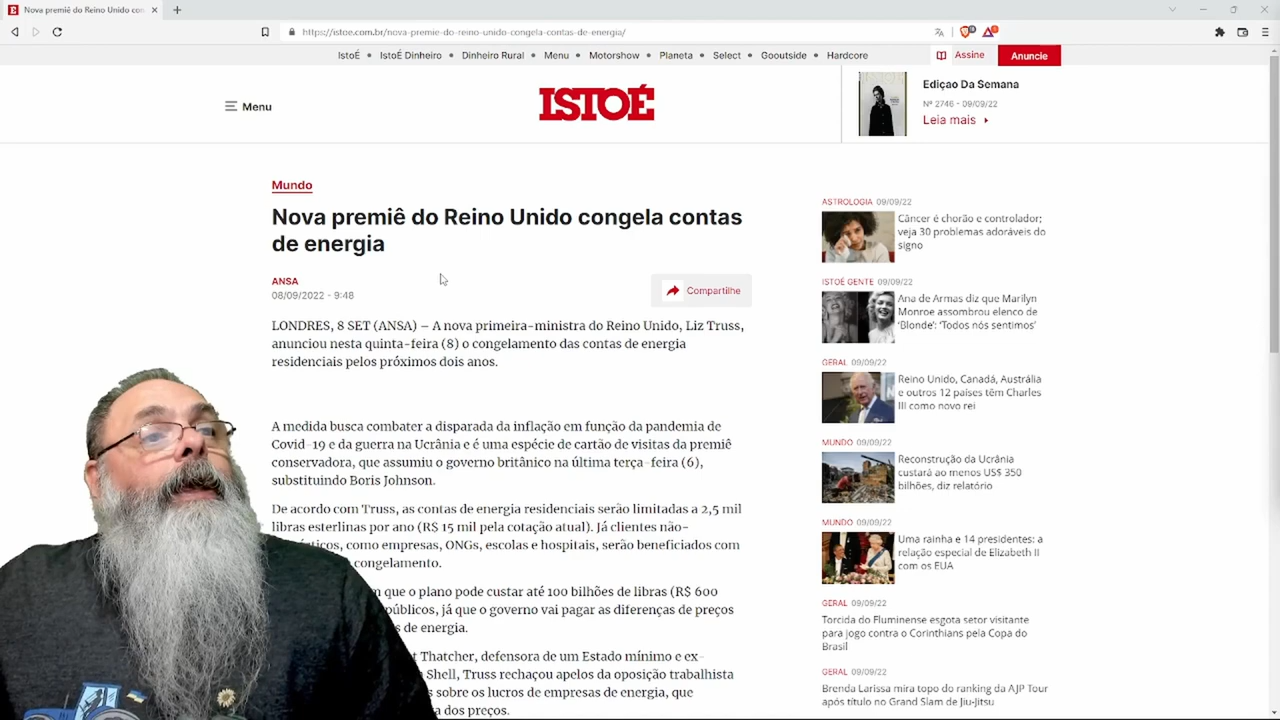 Nova premiê do Reino Unido con
https://istoe.com.br/nova-premie-do-reino-unido-congela-contas-de-energia/
IstoÉ • IstoÉ Dinheiro • Dinheiro Rural • Menu • Motorshow • Planeta • Select • Gooutside • Hardcore
Assine
Anuncie
Menu
ISTOÉ
Ediçao Da Semana
Nº 2746 - 09/09/22
Leia mais
Mundo
Nova premiê do Reino Unido congela contas
de energia
ANSA
08/09/2022 - 9:48
Compartilhe
LONDRES, 8 SET (ANSA) – A nova primeira-ministra do Reino Unido, Liz Truss,
anunciou nesta quinta-feira (8) o congelamento das contas de energia
residenciais pelos próximos dois anos.
A medida busca combater a disparada da inflação em função da pandemia de
Covid-19 e da guerra na Ucrânia e é uma espécie de cartão de visitas da premiê
conservadora, que assumiu o governo britânico na última terça-feira (6),
substituindo Boris Johnson.
De acordo com Truss, as contas de energia residenciais serão limitadas a 2,5 mil
libras esterlinas por ano (R$ 15 mil pela cotação atual). Já clientes não-
como empresas, ONGs, escolas e hospitais, serão beneficiados com
congelamento.
que o plano pode custar até 100 bilhões de libras (R$ 600
públicos, já que o governo vai pagar as diferenças de preços
de energia.
Thatcher, defensora de um Estado mínimo e ex-
Shell, Truss rechaçou apelos da oposição trabalhista
sobre os lucros de empresas de energia, que
dos preços.
ASTROLOGIA 09/09/22
Câncer é chorão e controlador;
veja 30 problemas adoráveis do
signo
ISTOÉ GENTE 09/09/22
Ana de Armas diz que Marilyn
Monroe assombrou elenco de
‘Blonde’: ‘Todos nós sentimos’
GERAL 09/09/22
Reino Unido, Canadá, Austrália
e outros 12 países têm Charles
III como novo rei
MUNDO 09/09/22
Reconstrução da Ucrânia
custará ao menos US$ 350
bilhões, diz relatório
MUNDO 09/09/22
Uma rainha e 14 presidentes: a
relação especial de Elizabeth II
com os EUA
GERAL 09/09/22
Torcida do Fluminense esgota setor visitante
para jogo contra o Corinthians pela Copa do
Brasil
GERAL 09/09/22
Brenda Larissa mira topo do ranking da AJP Tour
após título no Grand Slam de Jiu-Jitsu